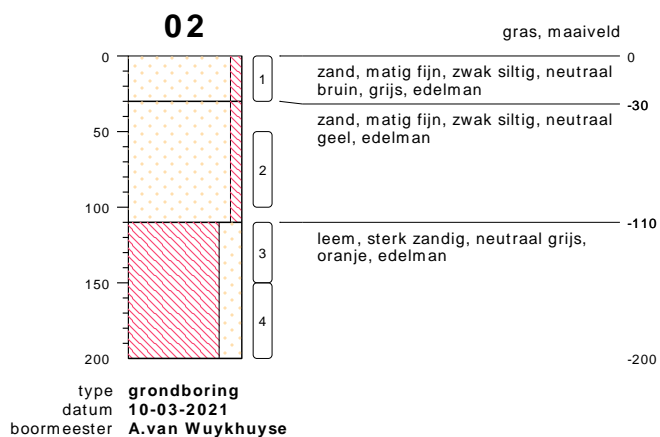 02
gras, maaiveld
0
0
1
zand, matig fijn, zwak siltig, neutraal
bruin, grijs, edelman
-30
zand, matig fijn, zwak siltig, neutraal
geel, edelman
50
2
100
-110
leem, sterk zandig, neutraal grijs,
oranje, edelman
3
150
4
200
-200
type grondboring
datum 10-03-2021
boormeester A.van Wuykhuyse